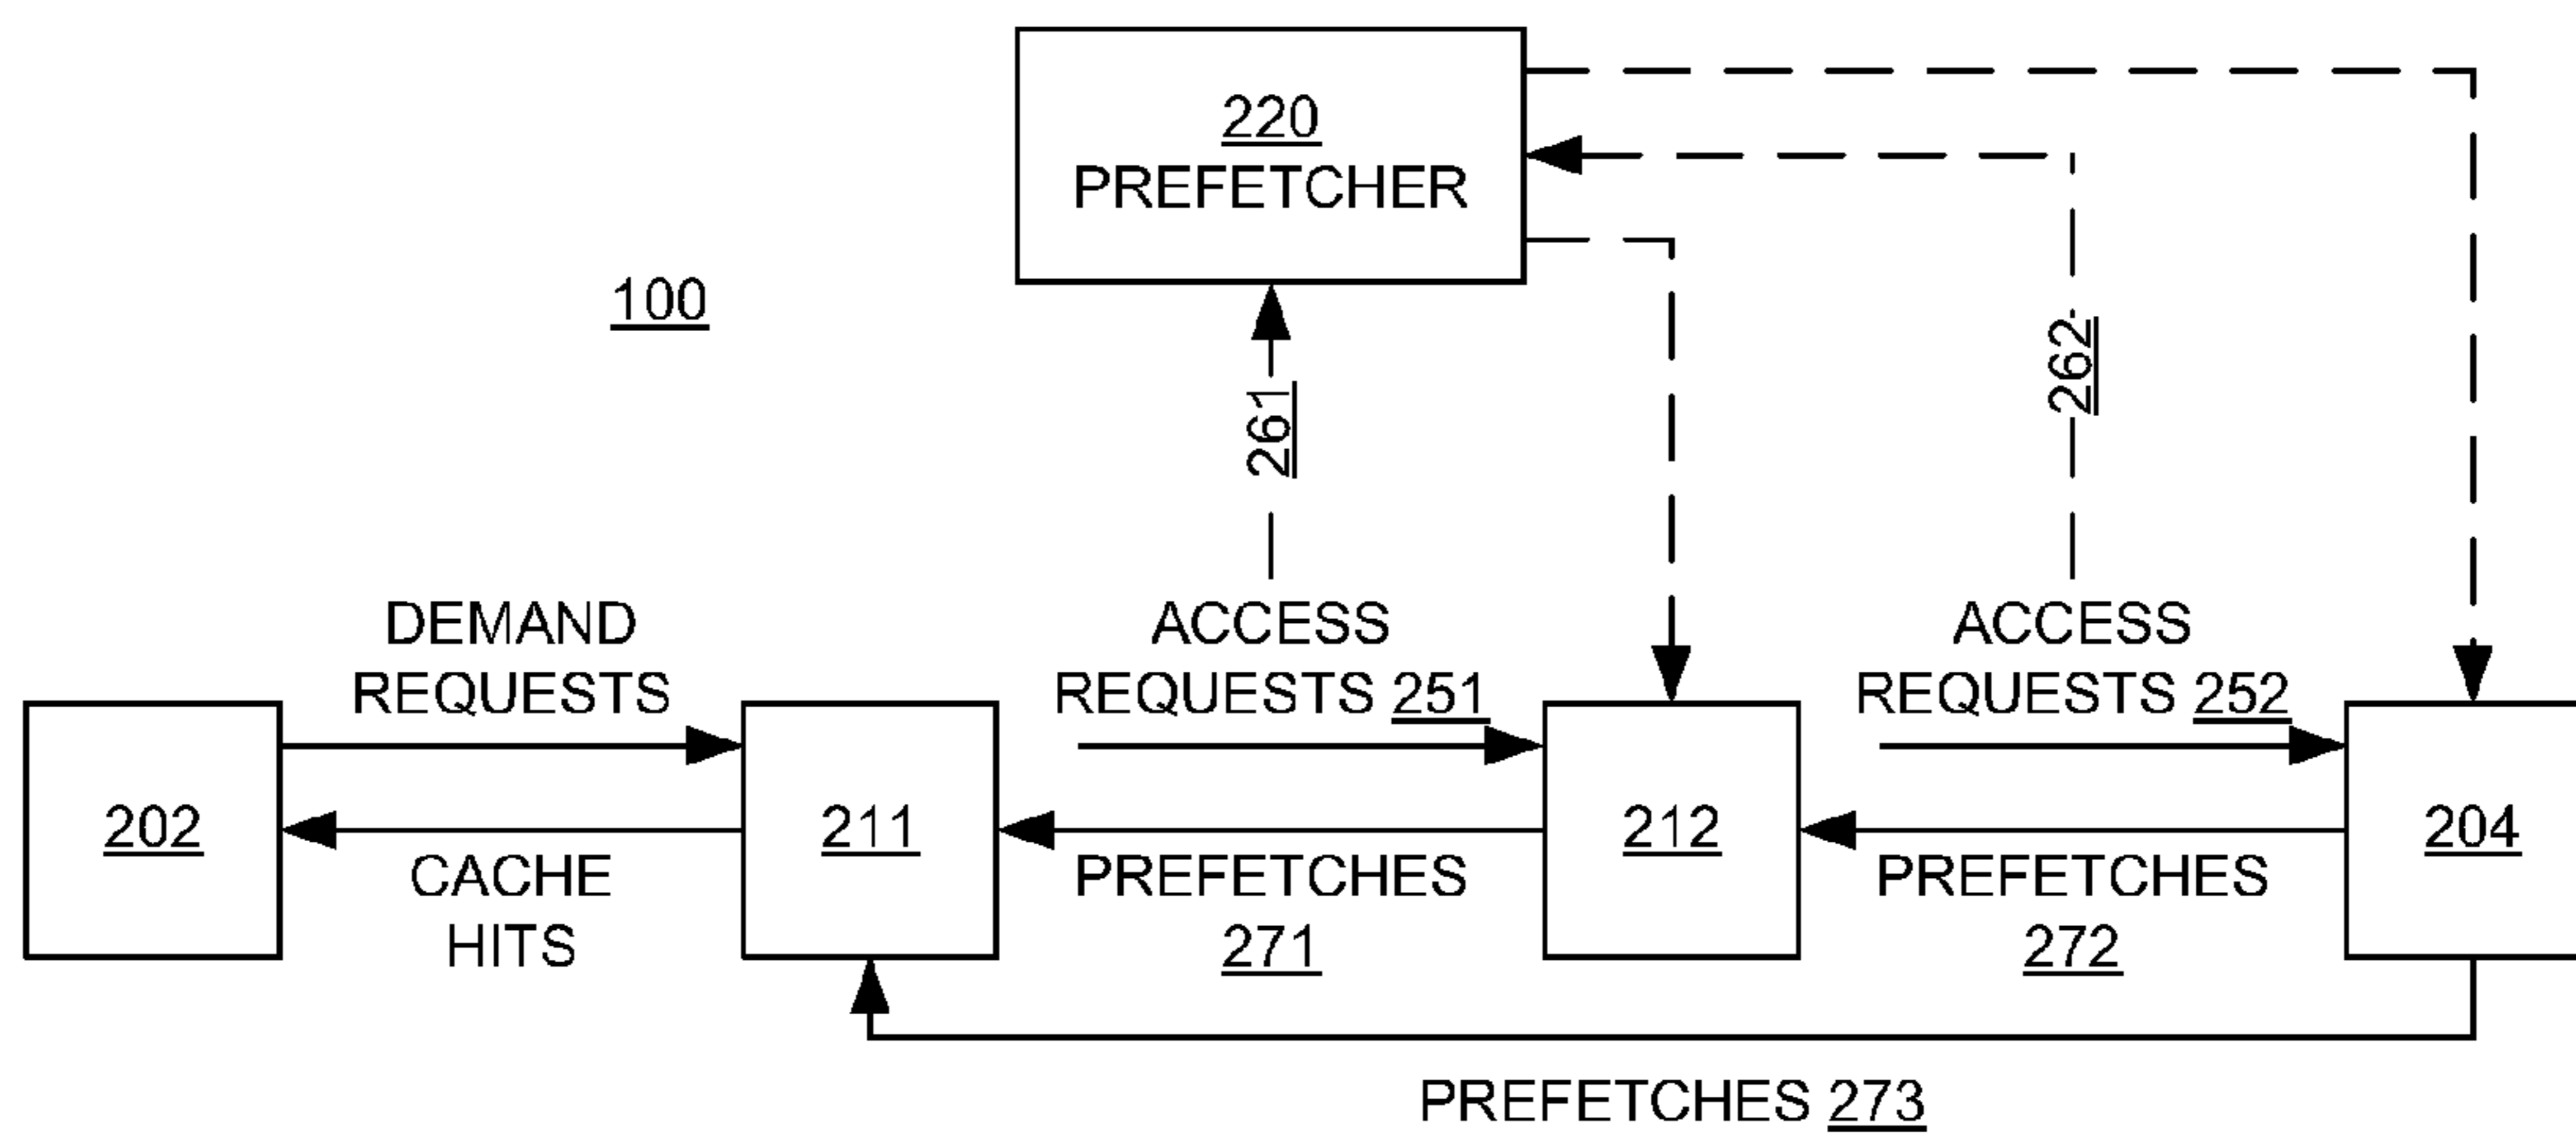 220
PREFETCHER
100
261
262
DEMAND
REQUESTS
ACCESS
REQUESTS 251
ACCESS
REQUESTS 252
202
211
212
204
CACHE
HITS
PREFETCHES
271
PREFETCHES
272
PREFETCHES 273